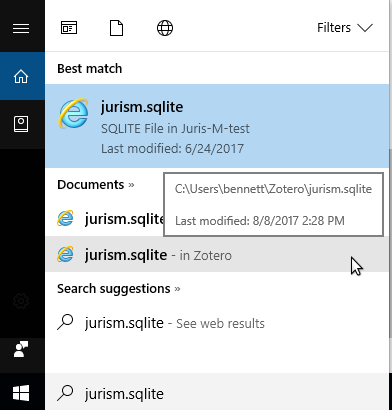 Filters
Best match
jurism.sqlite
SQLITE File in Juris-M-test
Last modified: 6/24/2017
Documents »
C:\Users\bennett\Zotero\jurism.sqlite
Last modified: 8/8/2017 2:28 PM
jurism.sqlite
jurism.sqlite - in Zotero
Search suggestions »
jurism.sqlite - See web results
jurism.sqlite